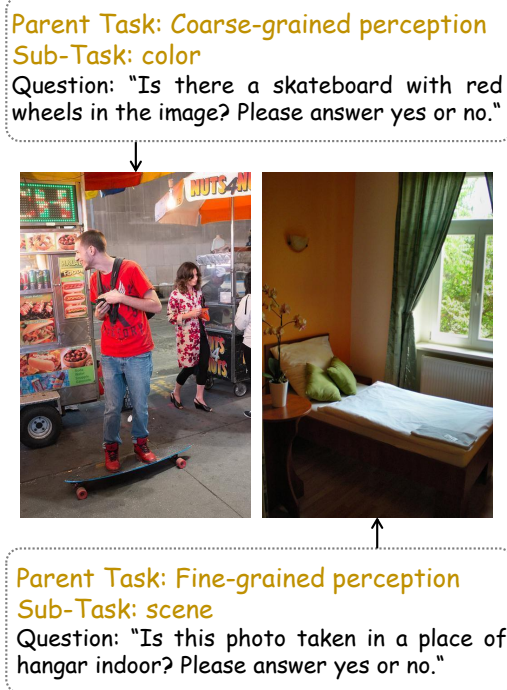 Parent Task: Coarse-grained perception
Sub-Task: color
Question: “Is there a skateboard with red
wheels in the image? Please answer yes or no.“
NUTS4N
NUTS
Parent Task: Fine-grained perception
Sub-Task: scene
Question: “Is this photo taken in a place of
hangar indoor? Please answer yes or no.“